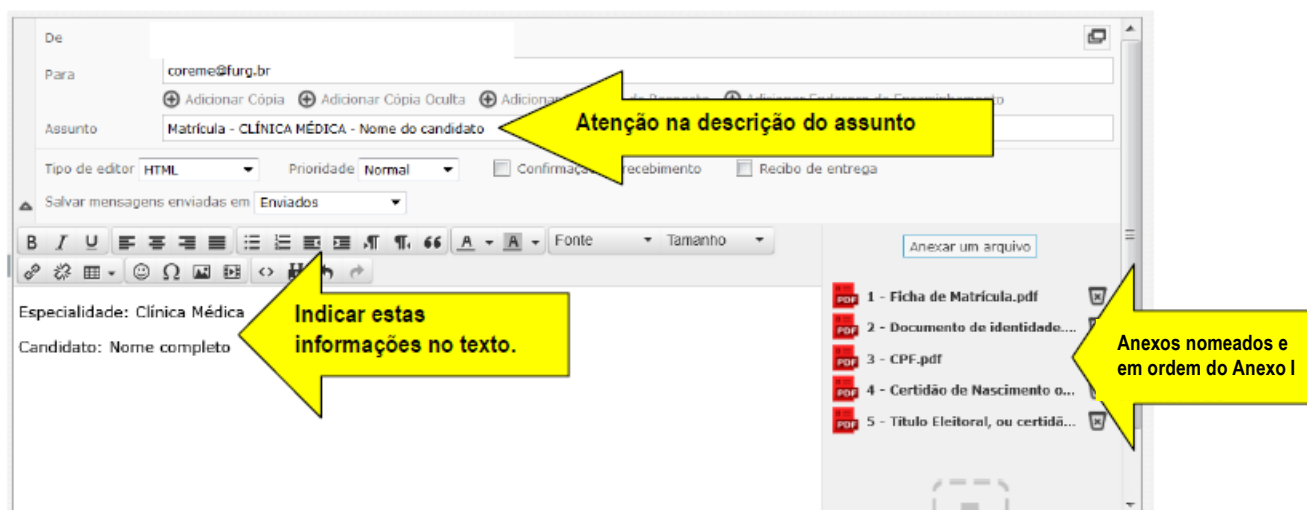 De
Para
coreme@furg.br
Adicionar Cópia Adicionar Cópia Oculta Adicionar
Assunto
Matrícula - CLÍNICA MÉDICA - Nome do candidato
Atenção na descrição do assunto
Tipo de editor HTML Prioridade Normal Recibo de entrega
Salvar mensagens enviadas em Enviados
B I U A A Fonte Tamanho
Anexar um arquivo
Especialidade: Clínica Médica
Candidato: Nome completo
Indicar estas
informações no texto.
1 - Ficha de Matrícula.pdf
2 - Documento de identidade....
3 - CPF.pdf
4 - Certidão de Nascimento o...
5 - Título Eleitoral, ou certidã...
Anexos nomeados e
em ordem do Anexo I